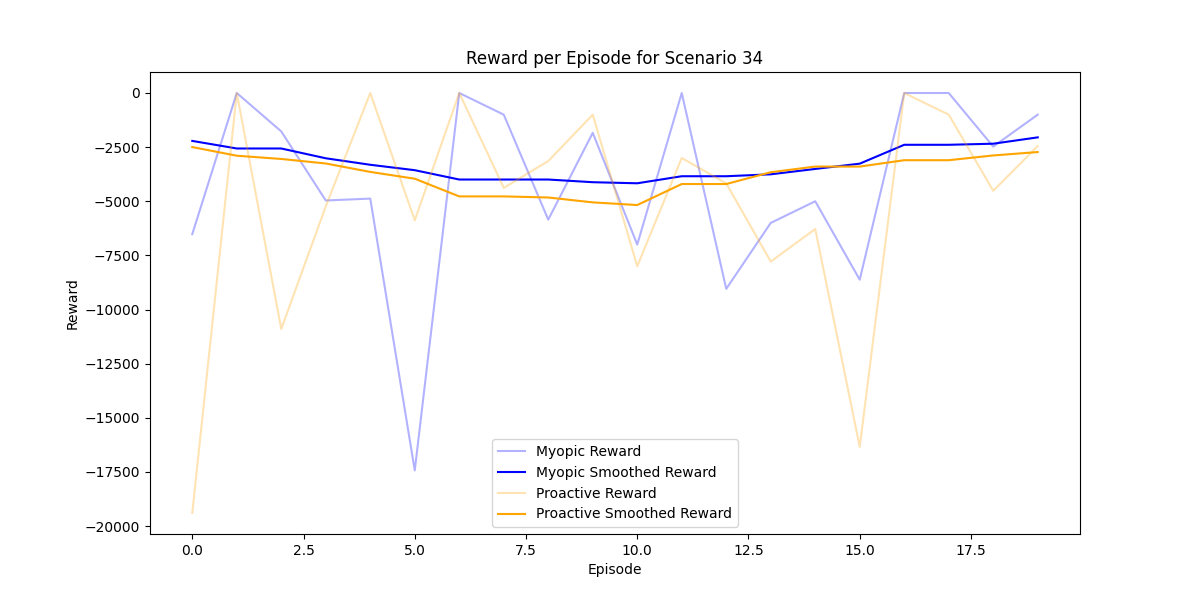 Reward per Episode for Scenario 34
Reward
0
−2500
−5000
−7500
−10000
−12500
−15000
−17500
−20000
Myopic Reward
Myopic Smoothed Reward
Proactive Reward
Proactive Smoothed Reward
0.0 2.5 5.0 7.5 10.0 12.5 15.0 17.5
Episode